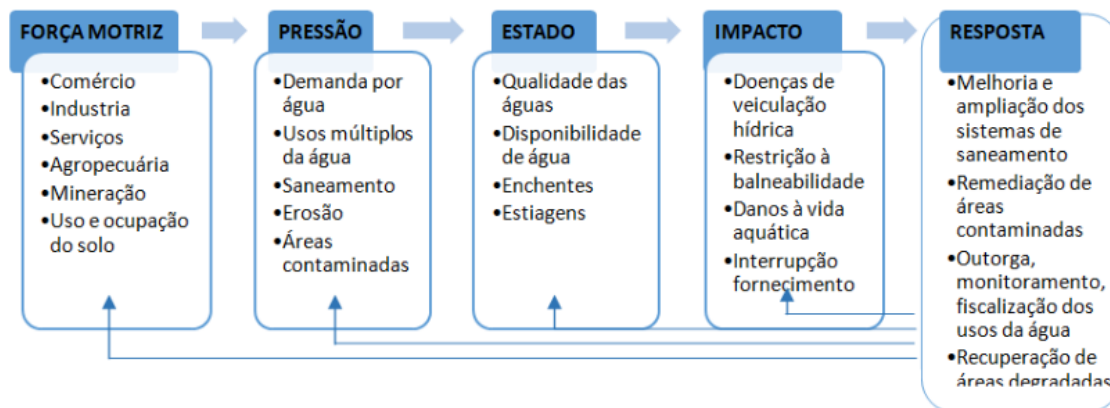 FORÇA MOTRIZ
•Comércio
•Industria
•Serviços
•Agropecuária
•Mineração
•Uso e ocupação
do solo
PRESSÃO
•Demanda por
água
•Usos múltiplos
da água
•Saneamento
•Erosão
•Áreas
contaminadas
ESTADO
•Qualidade das
águas
•Disponibilidade
de água
•Enchentes
•Estiagens
IMPACTO
•Doenças de
veiculação
hídrica
•Restrição à
balneabilidade
•Danos à vida
aquática
•Interrupção
fornecimento
RESPOSTA
•Melhoria e
ampliação dos
sistemas de
saneamento
•Remediação de
áreas
contaminadas
•Outorga,
monitoramento,
fiscalização dos
usos da água
•Recuperação de
áreas degradadas